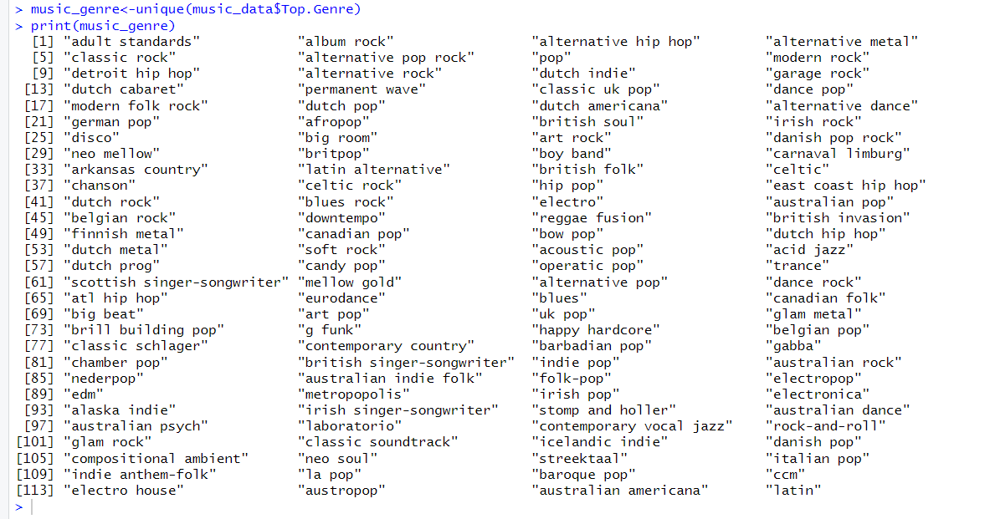 > music_genre<-unique(music_data$Top.Genre)
> print(music_genre)
[1] "adult standards" "album rock" "alternative hip hop" "alternative metal"
[5] "classic rock" "alternative pop rock" "pop" "modern rock"
[9] "detroit hip hop" "alternative rock" "dutch indie" "garage rock"
[13] "dutch cabaret" "permanent wave" "classic uk pop" "dance pop"
[17] "modern folk rock" "dutch pop" "dutch americana" "alternative dance"
[21] "german pop" "afropop" "british soul" "irish rock"
[25] "disco" "big room" "art rock" "danish pop rock"
[29] "neo mellow" "britpop" "boy band" "carnaval limburg"
[33] "arkansas country" "latin alternative" "british folk" "celtic"
[37] "chanson" "celtic rock" "hip pop" "east coast hip hop"
[41] "dutch rock" "blues rock" "electro" "australian pop"
[45] "belgian rock" "downtempo" "reggae fusion" "british invasion"
[49] "finnish metal" "canadian pop" "bow pop" "dutch hip hop"
[53] "dutch metal" "soft rock" "acoustic pop" "acid jazz"
[57] "dutch prog" "candy pop" "operatic pop" "trance"
[61] "scottish singer-songwriter" "mellow gold" "alternative pop" "dance rock"
[65] "atl hip hop" "eurodance" "blues" "canadian folk"
[69] "big beat" "art pop" "uk pop" "glam metal"
[73] "brill building pop" "g funk" "happy hardcore" "belgian pop"
[77] "classic schlager" "contemporary country" "barbadian pop" "gabba"
[81] "chamber pop" "british singer-songwriter" "indie pop" "australian rock"
[85] "nederpop" "australian indie folk" "folk-pop" "electropop"
[89] "edm" "metropopolis" "irish pop" "electronica"
[93] "alaska indie" "irish singer-songwriter" "stomp and holler" "australian dance"
[97] "australian psych" "laboratorio" "contemporary vocal jazz" "rock-and-roll"
[101] "glam rock" "classic soundtrack" "icelandic indie" "danish pop"
[105] "compositional ambient" "neo soul" "streektaal" "italian pop"
[109] "indie anthem-folk" "la pop" "baroque pop" "ccm"
[113] "electro house" "austropop" "australian americana" "latin"
>